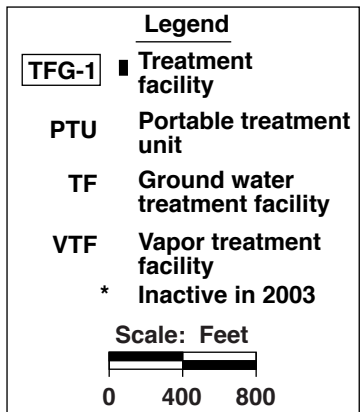 Legend
TFG-1 Treatment
facility
PTU Portable treatment
unit
TF Ground water
treatment facility
VTF Vapor treatment
facility
* Inactive in 2003
Scale: Feet
0 400 800